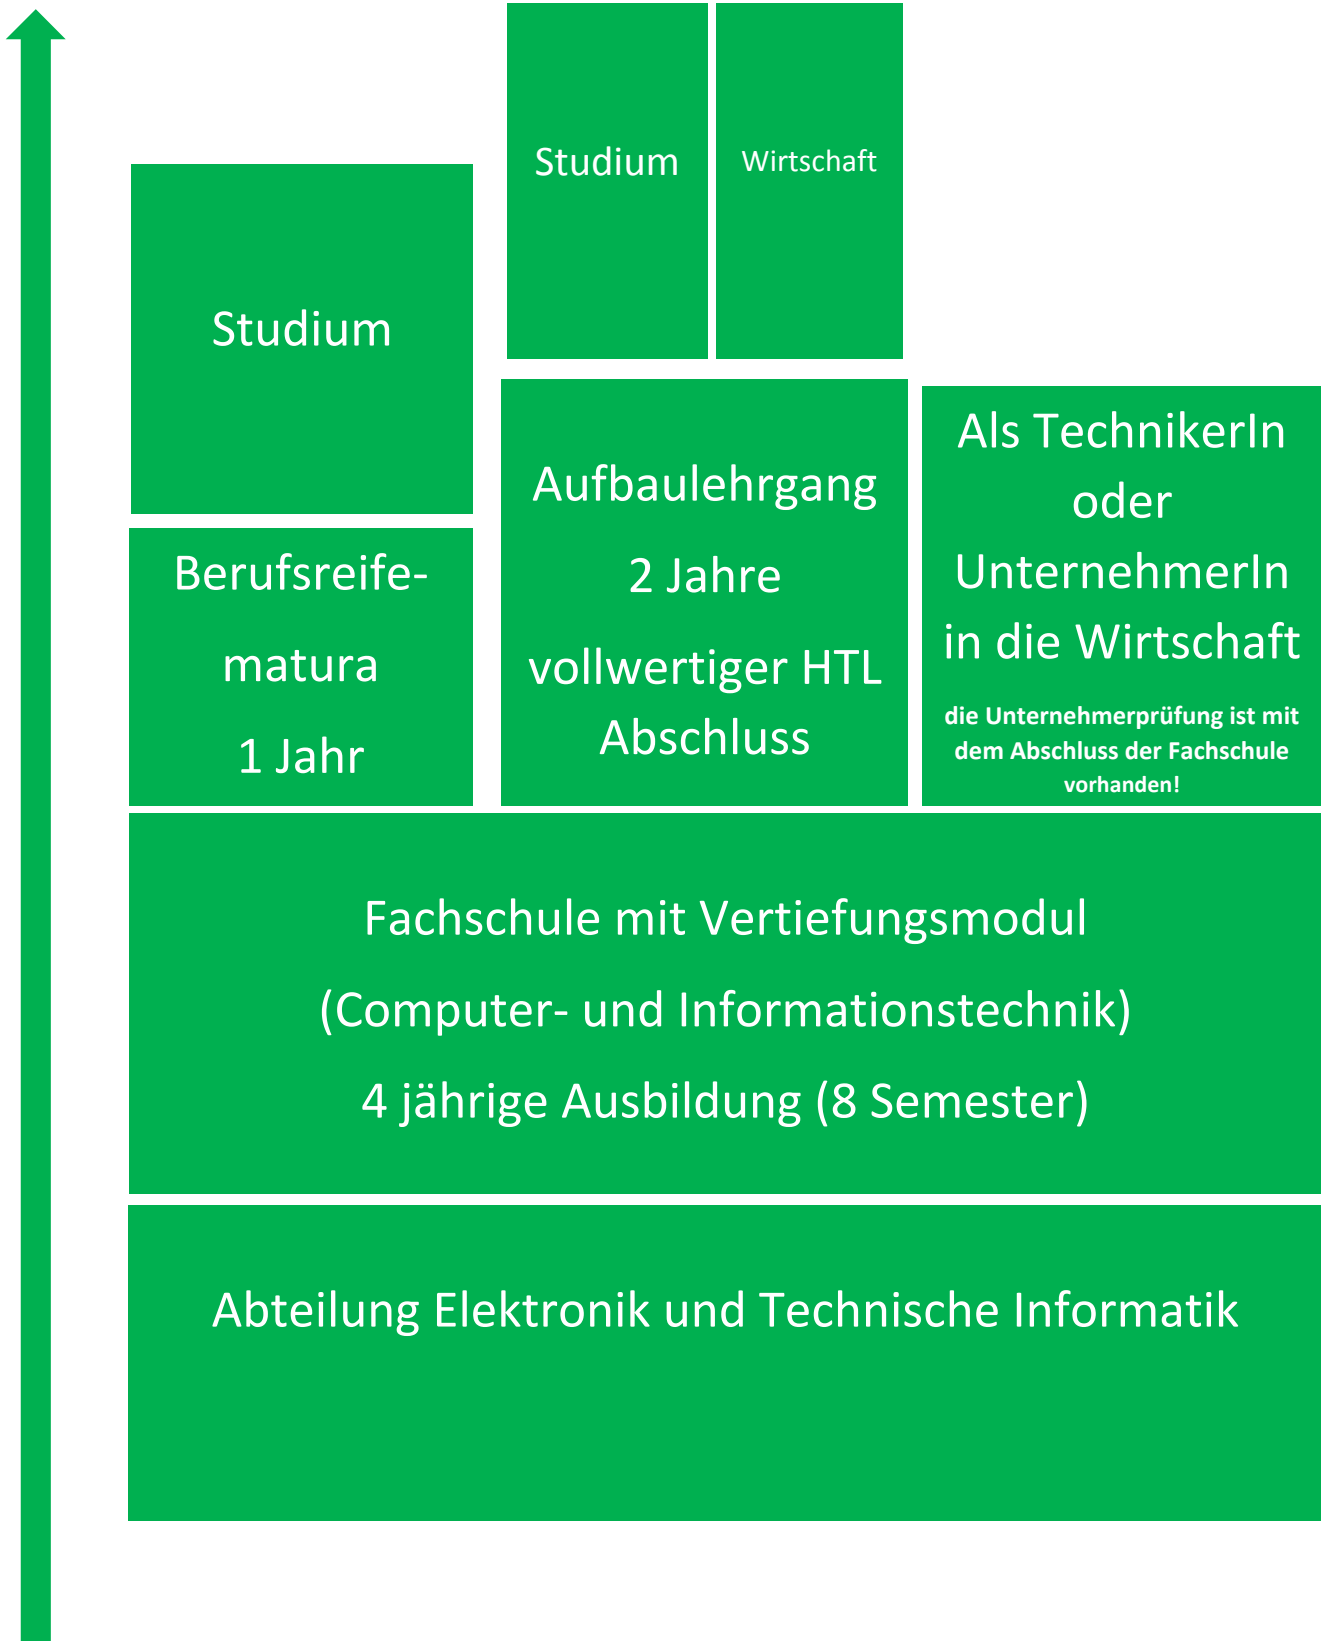 Studium
Wirtschaft
Studium
Berufsreife-
matura
1 Jahr
Aufbaulehrgang
2 Jahre
vollwertiger HTL
Abschluss
Als TechnikerIn
oder
UnternehmerIn
in die Wirtschaft
die Unternehmerprüfung ist mit
dem Abschluss der Fachschule
vorhanden!
Fachschule mit Vertiefungsmodul
(Computer- und Informationstechnik)
4 jährige Ausbildung (8 Semester)
Abteilung Elektronik und Technische Informatik